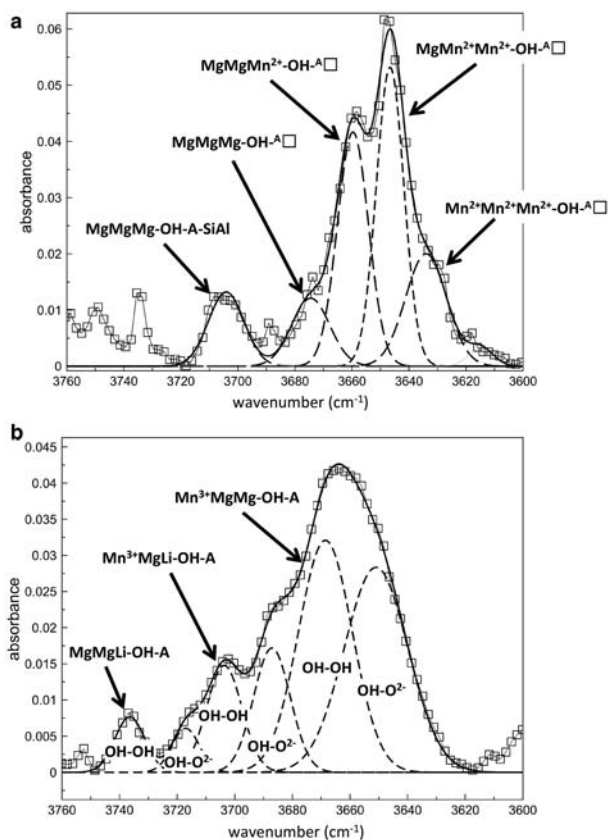 a
0.06
0.05
0.04
0.03
0.02
0.01
0
absorbance
MgMgMn²⁺-OH-ᴬ□
MgMn²⁺Mn²⁺-OH-ᴬ□
MgMgMg-OH-ᴬ□
Mn²⁺Mn²⁺Mn²⁺-OH-ᴬ□
MgMgMg-OH-A-SiAl
3760 3740 3720 3700 3680 3660 3640 3620 3600
wavenumber (cm⁻¹)
b
0.045
0.04
0.035
0.03
0.025
0.02
0.015
0.01
0.005
0
absorbance
Mn³⁺MgMg-OH-A
Mn³⁺MgLi-OH-A
MgMgLi-OH-A
OH-OH
OH-O²⁻
OH-OH
OH-O²⁻
OH-OH
OH-O²⁻
3760 3740 3720 3700 3680 3660 3640 3620 3600
wavenumber (cm⁻¹)